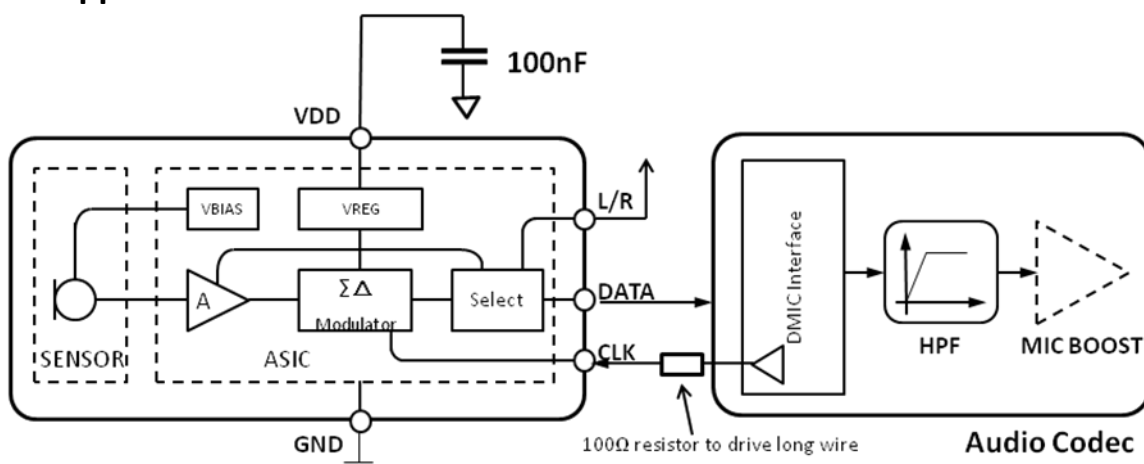 100nF
VDD
VBIAS
VREG
L/R
A
ΣΔ
Modulator
Select
DATA
SENSOR
ASIC
CLK
GND
100Ω resistor to drive long wire
DMIC Interface
HPF
MIC BOOST
Audio Codec